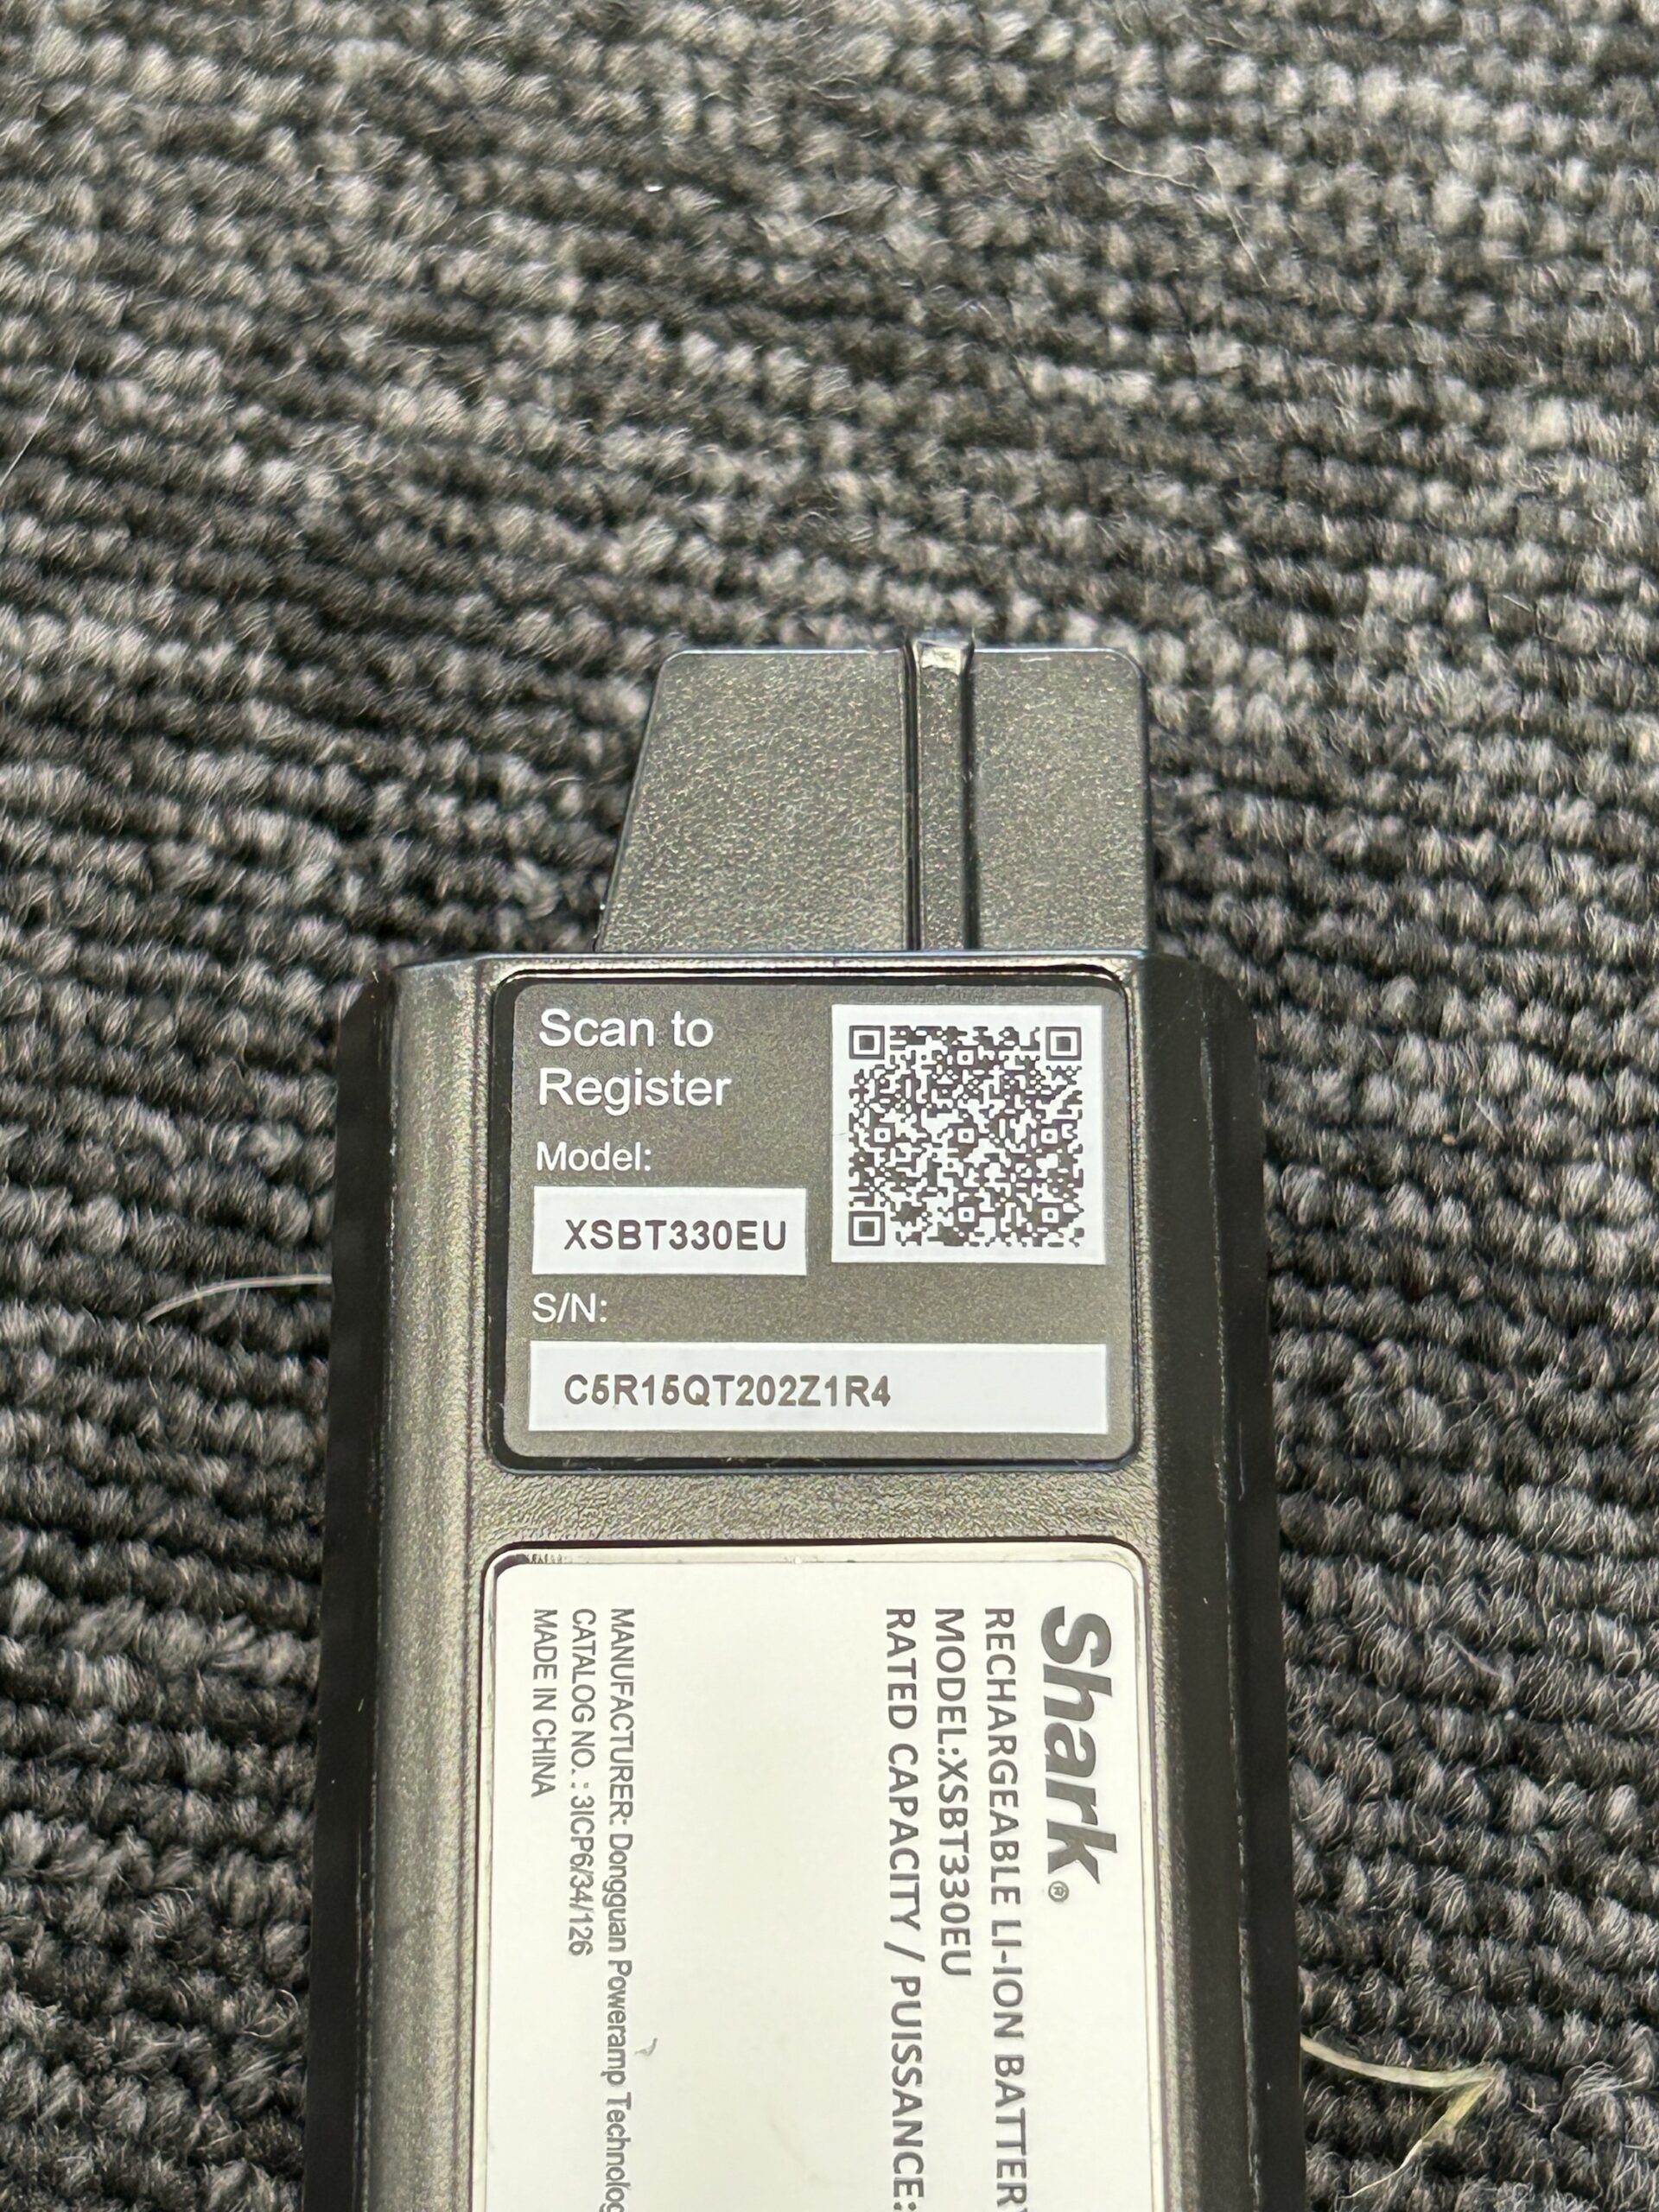 Scan to
Register
Model:
XSBT330EU
S/N:
C5R15QT202Z1R4
Shark®
RECHARGEABLE LI-ION BATTERY
MODEL:XSBT330EU
RATED CAPACITY / PUISSANCE:
MANUFACTURER: Dongguan Poweramp Technolog
CATALOG NO. : 3ICP6/34/126
MADE IN CHINA